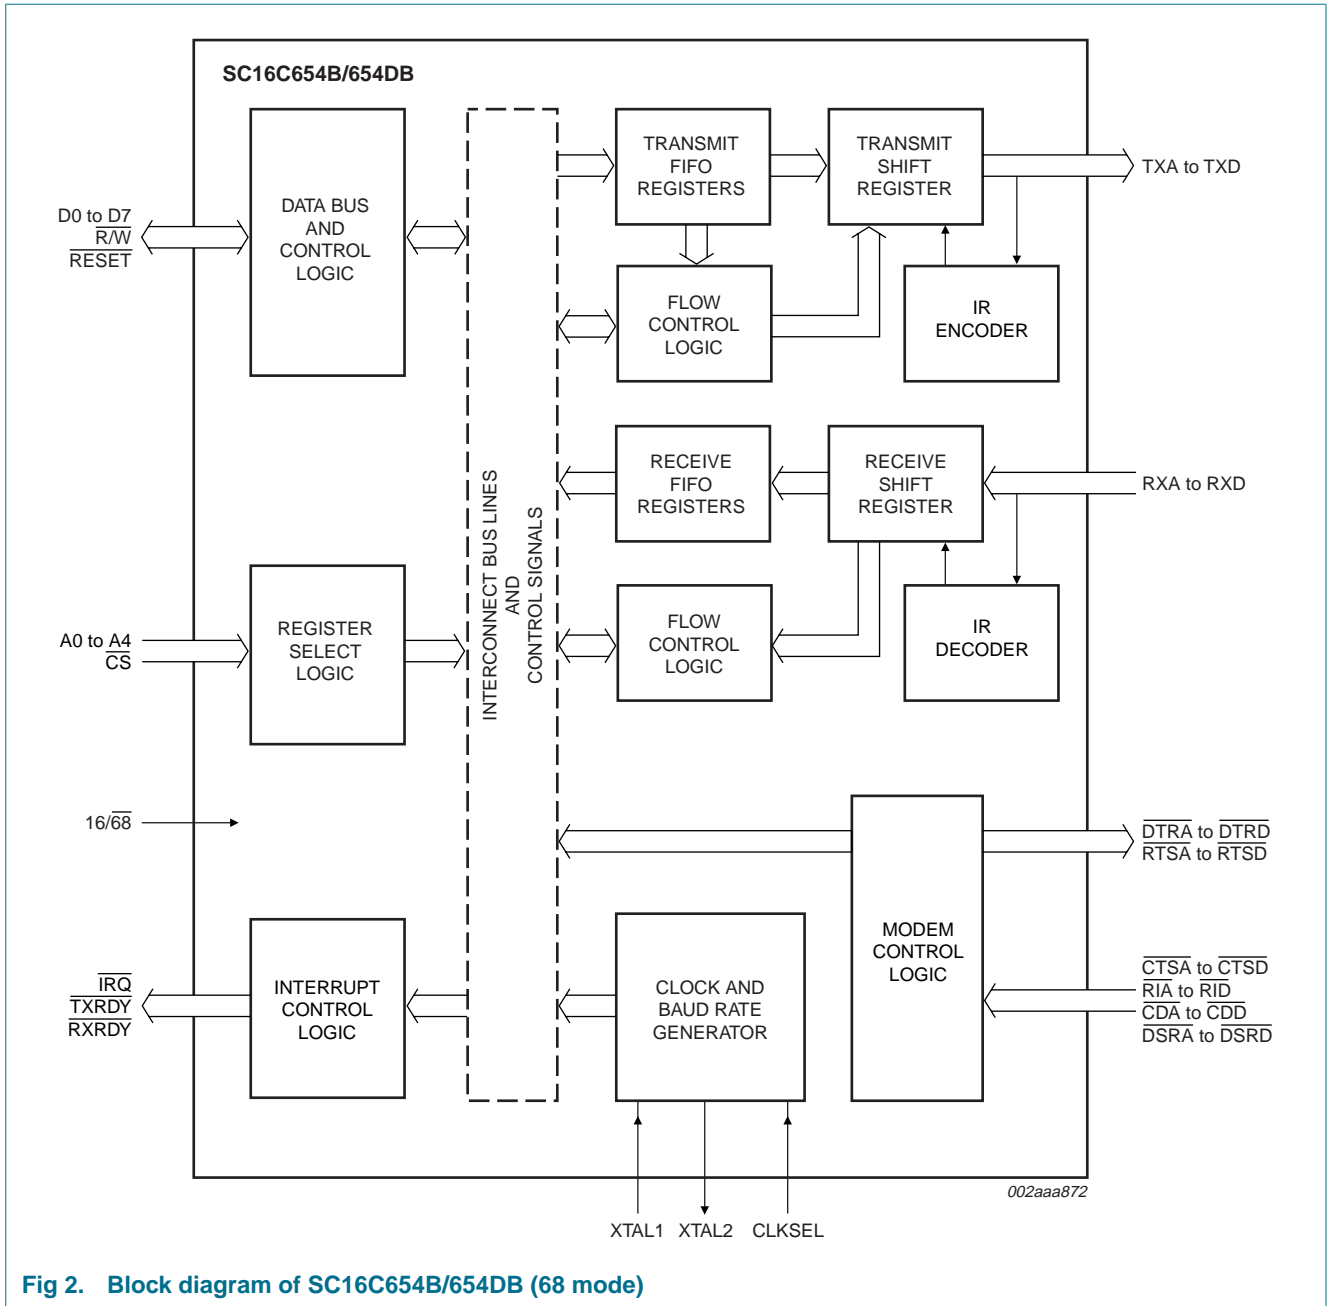 SC16C654B/654DB
D0 to D7
R/W
RESET
DATA BUS
AND
CONTROL
LOGIC
A0 to A4
CS
REGISTER
SELECT
LOGIC
16/68
IRQ
TXRDY
RXRDY
INTERRUPT
CONTROL
LOGIC
INTERCONNECT BUS LINES
AND
CONTROL SIGNALS
TRANSMIT
FIFO
REGISTERS
TRANSMIT
SHIFT
REGISTER
TXA to TXD
FLOW
CONTROL
LOGIC
IR
ENCODER
RECEIVE
FIFO
REGISTERS
RECEIVE
SHIFT
REGISTER
RXA to RXD
FLOW
CONTROL
LOGIC
IR
DECODER
DTRA to DTRD
RTSA to RTSD
MODEM
CONTROL
LOGIC
CTSA to CTSD
RIA to RID
CDA to CDD
DSRA to DSRD
CLOCK AND
BAUD RATE
GENERATOR
XTAL1 XTAL2 CLKSEL
002aaa872
Fig 2. Block diagram of SC16C654B/654DB (68 mode)